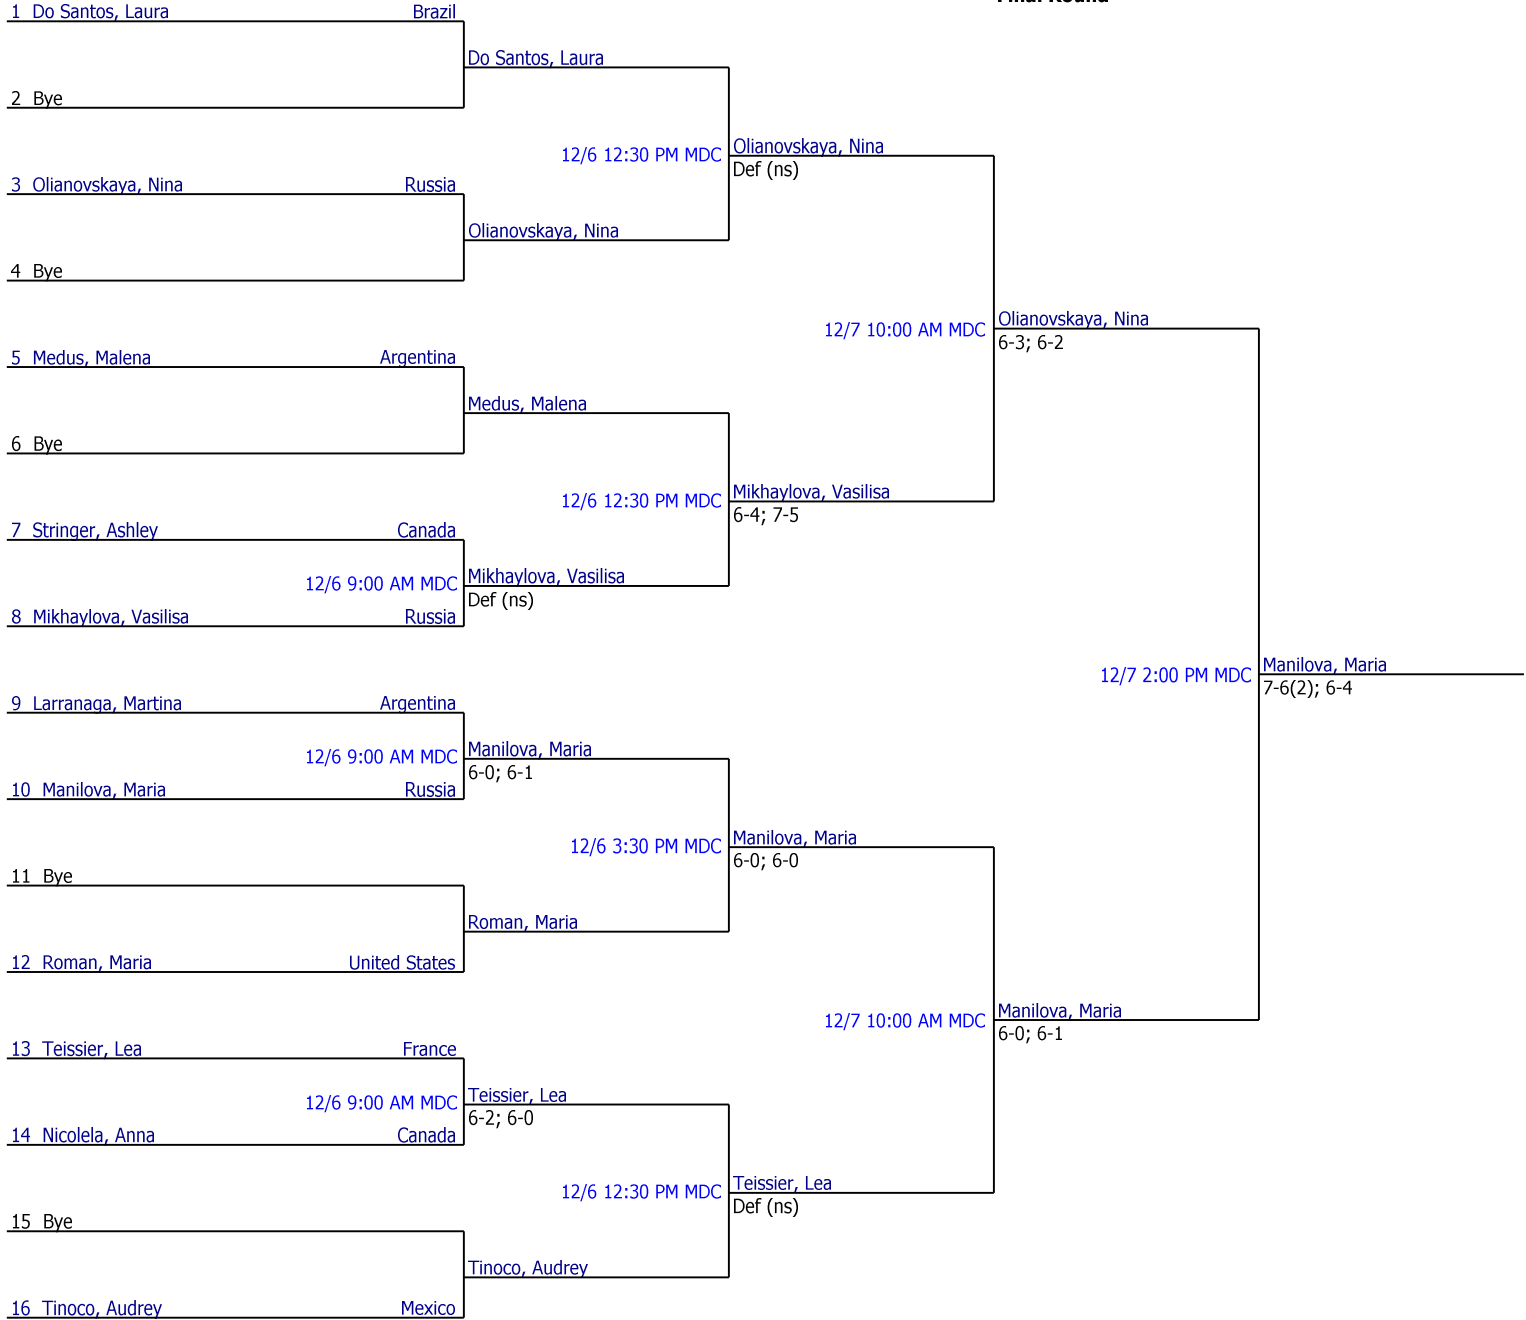 Final Round
1 Do Santos, Laura Brazil
Do Santos, Laura
2 Bye
12/6 12:30 PM MDC Olianovskaya, Nina
Def (ns)
3 Olianovskaya, Nina Russia
Olianovskaya, Nina
4 Bye
12/7 10:00 AM MDC Olianovskaya, Nina
6-3; 6-2
5 Medus, Malena Argentina
Medus, Malena
6 Bye
12/6 12:30 PM MDC Mikhaylova, Vasilisa
6-4; 7-5
7 Stringer, Ashley Canada
12/6 9:00 AM MDC Mikhaylova, Vasilisa
Def (ns)
8 Mikhaylova, Vasilisa Russia
12/7 2:00 PM MDC Manilova, Maria
7-6(2); 6-4
9 Larranaga, Martina Argentina
12/6 9:00 AM MDC Manilova, Maria
6-0; 6-1
10 Manilova, Maria Russia
12/6 3:30 PM MDC Manilova, Maria
6-0; 6-0
11 Bye
Roman, Maria
12 Roman, Maria United States
12/7 10:00 AM MDC Manilova, Maria
6-0; 6-1
13 Teissier, Lea France
12/6 9:00 AM MDC Teissier, Lea
6-2; 6-0
14 Nicolela, Anna Canada
12/6 12:30 PM MDC Teissier, Lea
Def (ns)
15 Bye
Tinoco, Audrey
16 Tinoco, Audrey Mexico